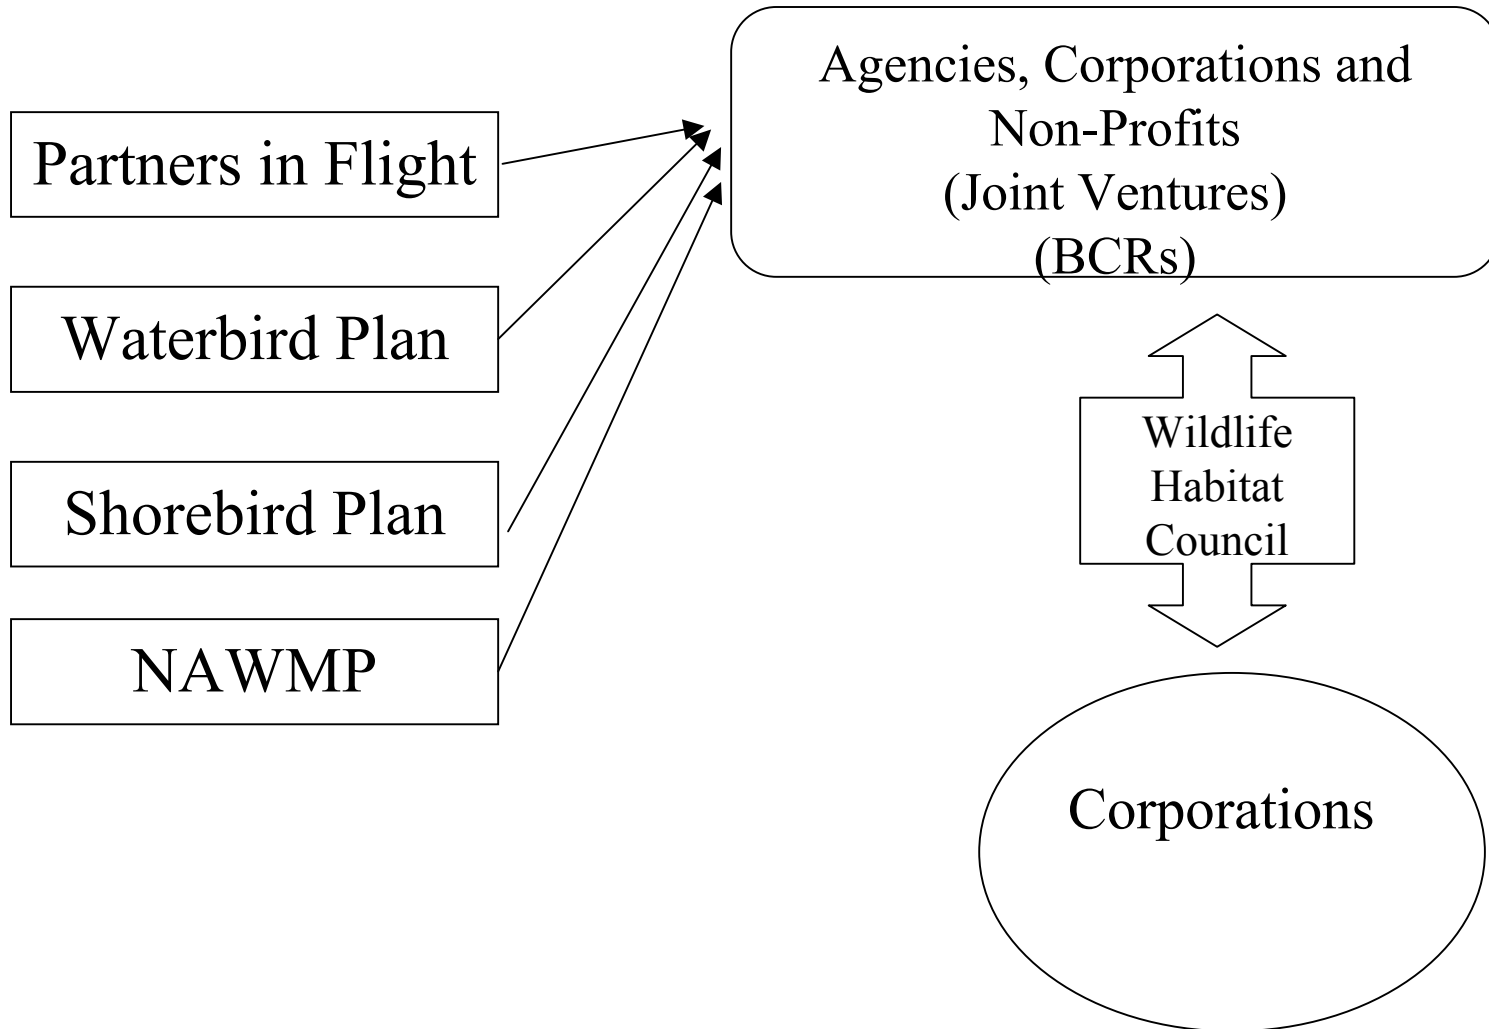 Agencies, Corporations and
Non-Profits
(Joint Ventures)
(BCRs)
Partners in Flight
Waterbird Plan
Shorebird Plan
NAWMP
Wildlife
Habitat
Council
Corporations